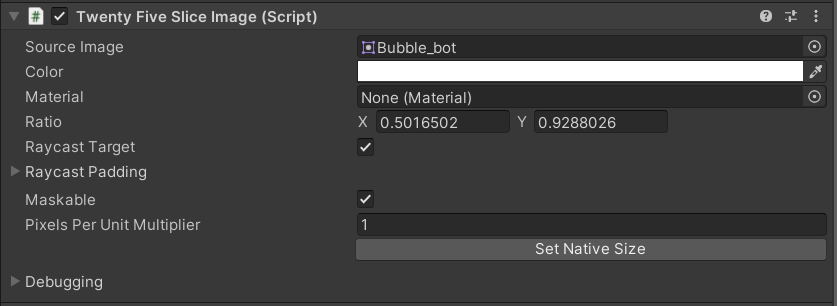 Twenty Five Slice Image (Script)
Source Image Bubble_bot
Color
Material None (Material)
Ratio X 0.5016502 Y 0.9288026
Raycast Target
Raycast Padding
Maskable
Pixels Per Unit Multiplier 1
Set Native Size
Debugging